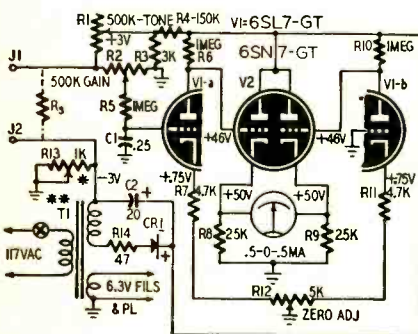 R1 500K-TONE R4-150K V1=6SL7-GT
+3V
J1
R2 R3 3K 1MEG R6
6SN7-GT
R10 1MEG
500K GAIN
V1-a V2 V1-b
R5 1MEG
J2
C1 .25
+46V +46V
R13 1K
*
-3V
+.75V +.75V
R7 4.7K R11 4.7K
+50V +50V
**
T1
C2 + 20
CR1
+
R8 25K R9 25K
.5-0-.5MA
117VAC
R14 47
R12 5K
6.3V FILS
& PL
ZERO ADJ